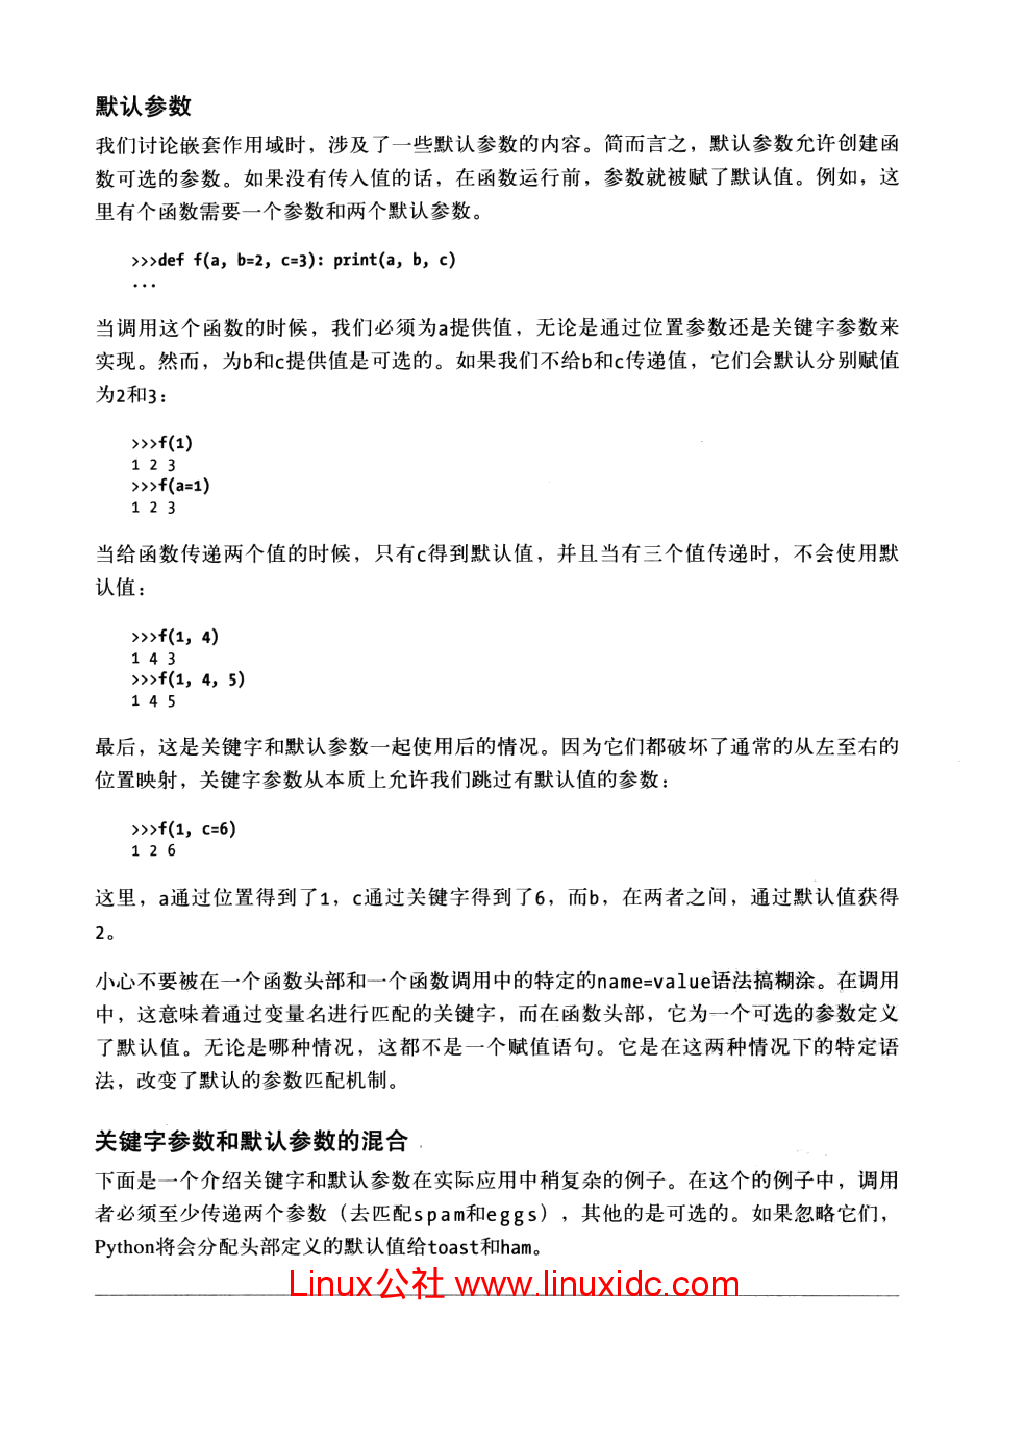 默认参数
我们讨论嵌套作用域时，涉及了一些默认参数的内容。简而言之，默认参数允许创建函
数可选的参数。如果没有传入值的话，在函数运行前，参数就被赋了默认值。例如，这
里有个函数需要一个参数和两个默认参数。
>>>def f(a, b=2, c=3): print(a, b, c)
...
当调用这个函数的时候，我们必须为a提供值，无论是通过位置参数还是关键字参数来
实现。然而，为b和c提供值是可选的。如果我们不给b和c传递值，它们会默认分别赋值
为2和3：
>>>f(1)
1 2 3
>>>f(a=1)
1 2 3
当给函数传递两个值的时候，只有c得到默认值，并且当有三个值传递时，不会使用默
认值：
>>>f(1, 4)
1 4 3
>>>f(1, 4, 5)
1 4 5
最后，这是关键字和默认参数一起使用后的情况。因为它们都破坏了通常的从左至右的
位置映射，关键字参数从本质上允许我们跳过有默认值的参数：
>>>f(1, c=6)
1 2 6
这里，a通过位置得到了1，c通过关键字得到了6，而b，在两者之间，通过默认值获得
2。
小心不要被在一个函数头部和一个函数调用中的特定的name=value语法搞糊涂。在调用
中，这意味着通过变量名进行匹配的关键字，而在函数头部，它为一个可选的参数定义
了默认值。无论是哪种情况，这都不是一个赋值语句。它是在这两种情况下的特定语
法，改变了默认的参数匹配机制。
关键字参数和默认参数的混合
下面是一个介绍关键字和默认参数在实际应用中稍复杂的例子。在这个的例子中，调用
者必须至少传递两个参数（去匹配spam和eggs），其他的是可选的。如果忽略它们，
Python将会分配头部定义的默认值给toast和ham。
Linux公社 www.linuxidc.com